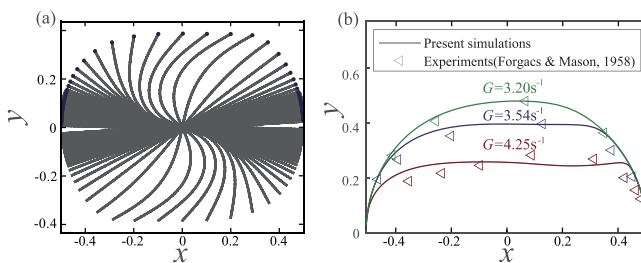 (a)
0.4
0.2
0
-0.2
-0.4
y
-0.4
-0.2
0
0.2
0.4
x
(b)
Present simulations
Experiments(Forgacs & Mason, 1958)
G=3.20s⁻¹
G=3.54s⁻¹
G=4.25s⁻¹
0.6
0.4
0.2
0
y
-0.4
-0.2
0
0.2
0.4
x